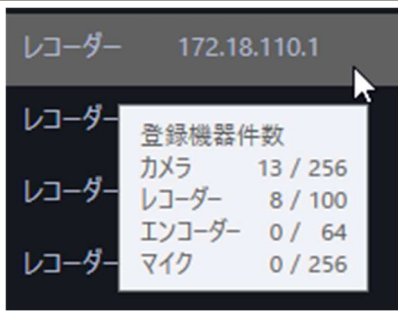 レコーダー 172.18.110.1
レコーダー
登録機器件数
カメラ 13 / 256
レコーダー 8 / 100
レコーダー
エンコーダー 0 / 64
マイク 0 / 256
レコーダー